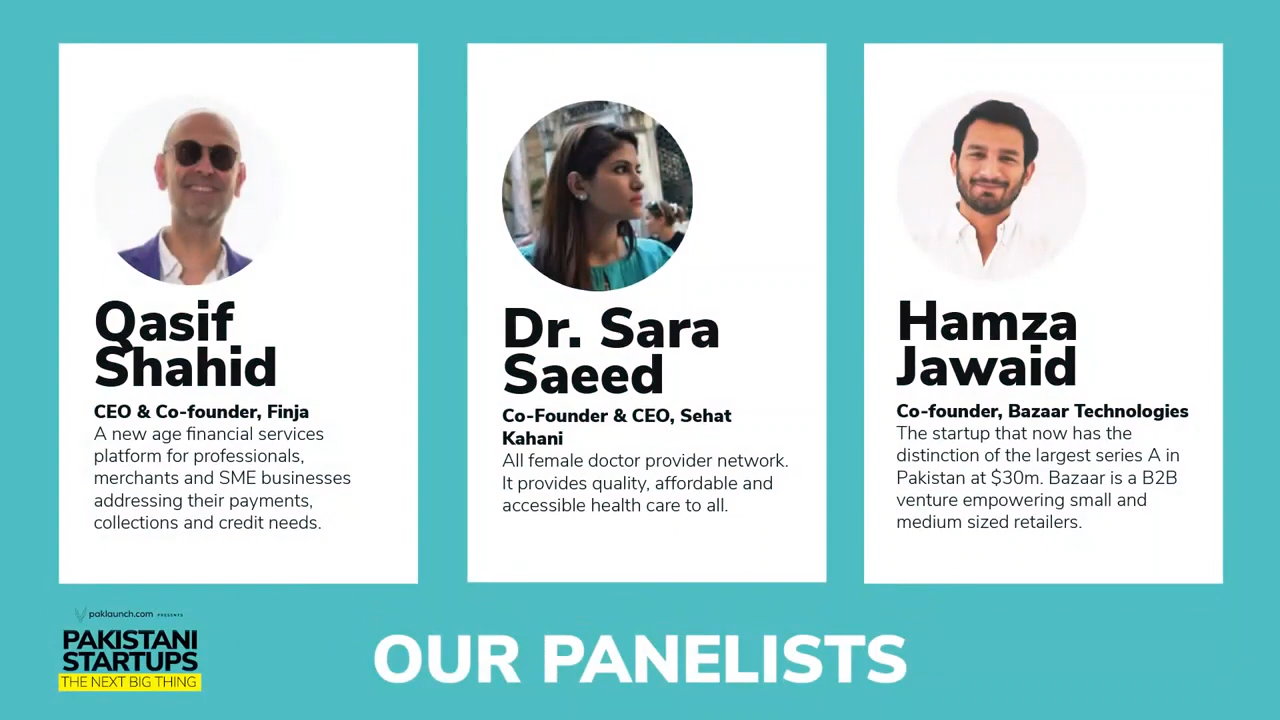 Qasif
Shahid
CEO & Co-founder, Finja
A new age financial services
platform for professionals,
merchants and SME businesses
addressing their payments,
collections and credit needs.
Dr. Sara
Saeed
Co-Founder & CEO, Sehat
Kahani
All female doctor provider network.
It provides quality, affordable and
accessible health care to all.
Hamza
Jawaid
Co-founder, Bazaar Technologies
The startup that now has the
distinction of the largest series A in
Pakistan at $30m. Bazaar is a B2B
venture empowering small and
medium sized retailers.
paklaunch.com PRESENTS
PAKISTANI
STARTUPS
THE NEXT BIG THING
OUR PANELISTS